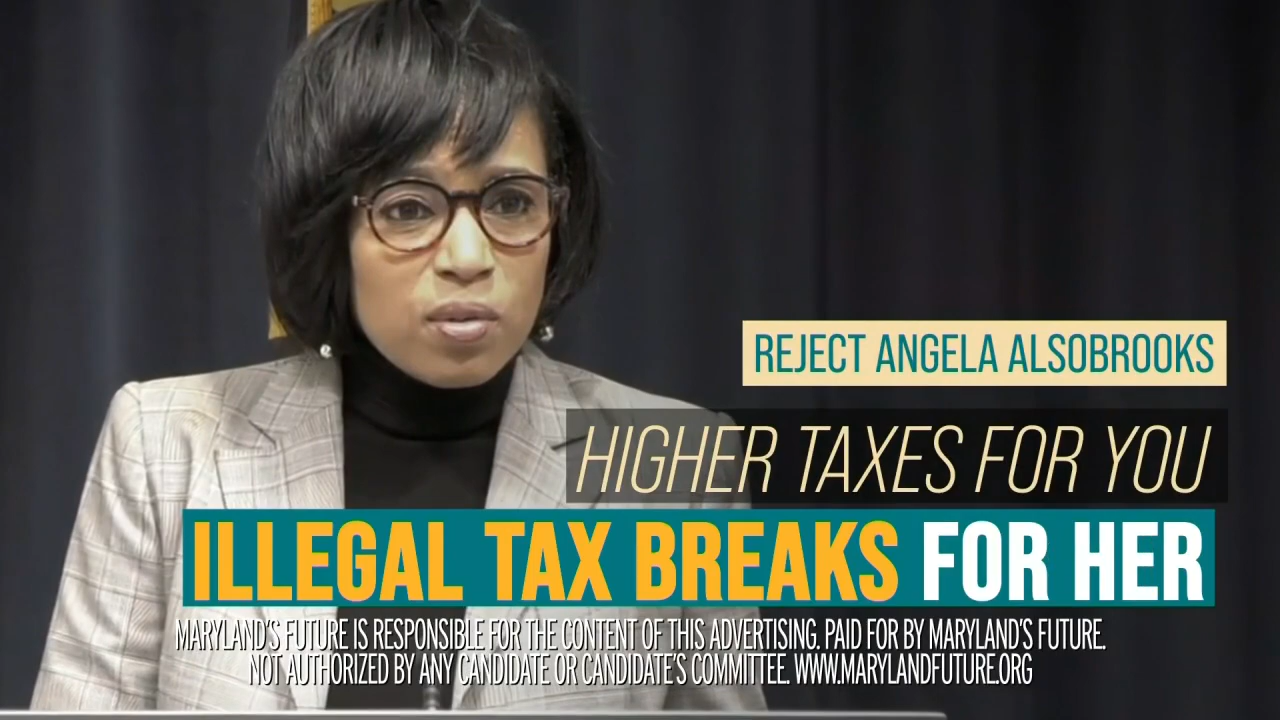 REJECT ANGELA ALSOBROOKS
HIGHER TAXES FOR YOU
ILLEGAL TAX BREAKS FOR HER
MARYLAND'S FUTURE IS RESPONSIBLE FOR THE CONTENT OF THIS ADVERTISING. PAID FOR BY MARYLAND'S FUTURE.
NOT AUTHORIZED BY ANY CANDIDATE OR CANDIDATE'S COMMITTEE. WWW.MARYLANDFUTURE.ORG